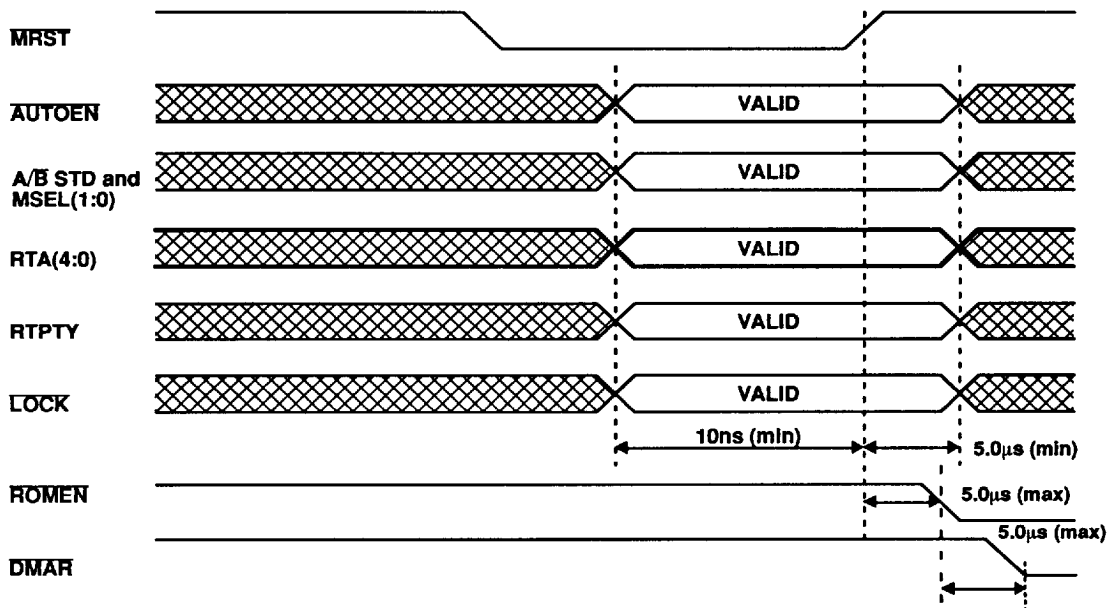 MRST
AUTOEN
VALID
A/B STD and
MSEL(1:0)
VALID
RTA(4:0)
VALID
RTPTY
VALID
LOCK
VALID
10ns (min)
5.0µs (min)
ROMEN
5.0µs (max)
5.0µs (max)
DMAR